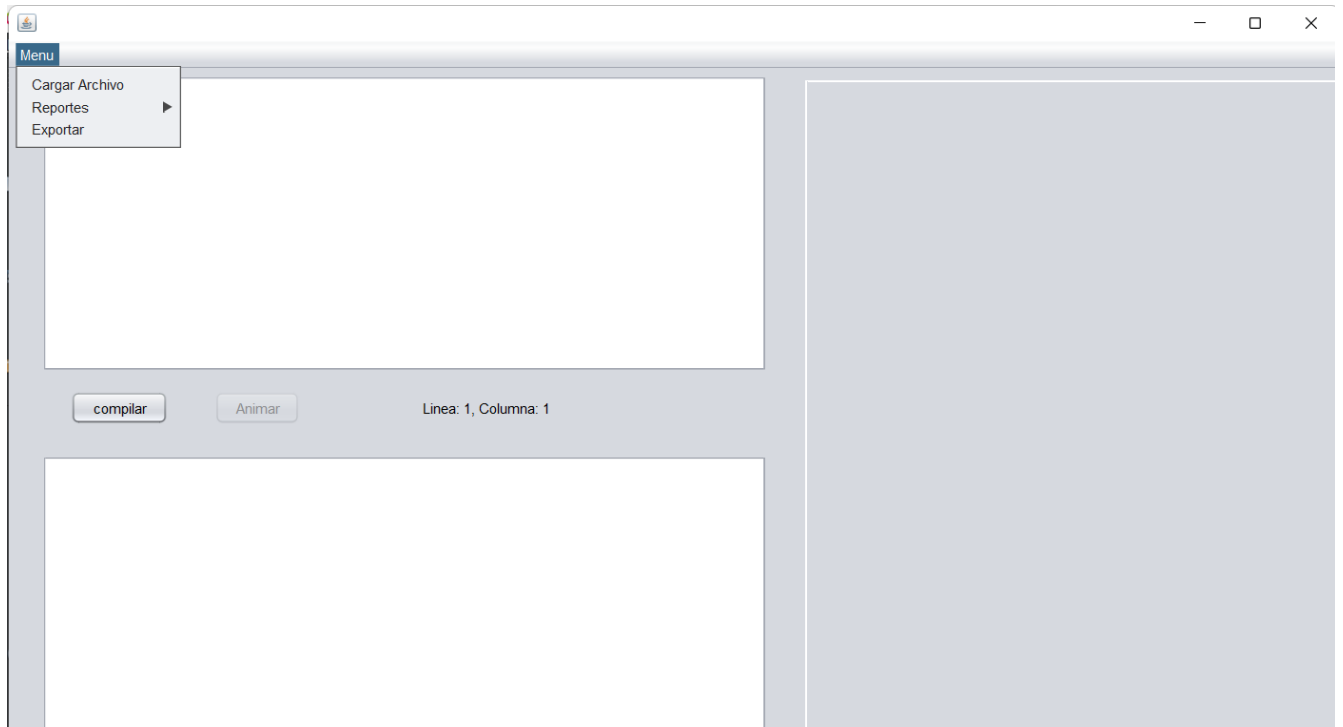 Menu
Cargar Archivo
Reportes
Exportar
compilar
Animar
Linea: 1, Columna: 1